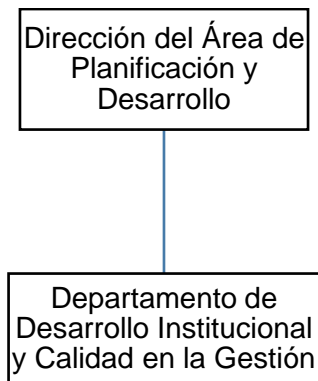 Dirección del Área de
Planificación y
Desarrollo
Departamento de
Desarrollo Institucional
y Calidad en la Gestión